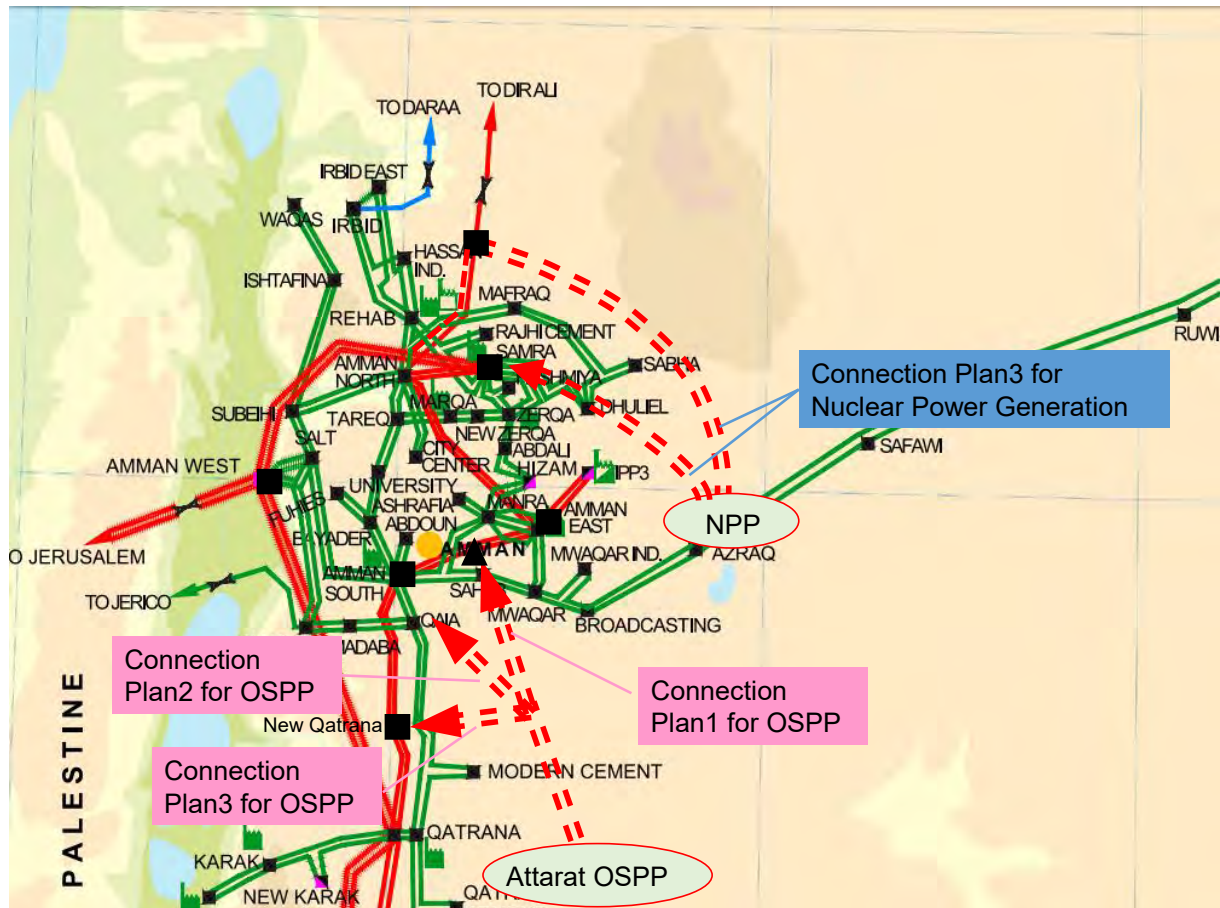 TO DIR ALI
TO DARAA
IRBID EAST
WAQAS
IRBID
HASSAN
IND.
ISHTAFINA
MAFRAQ
REHAB
RAJHI CEMENT
SAMRA
RUWI
AMMAN
NORTH
SABHA
Connection Plan3 for
Nuclear Power Generation
SUBEIHI
MARQA
DHULIEL
TAREQ
ZERQA
NEW ZERQA
SALT
ABDALI
SAFAWI
CITY
CENTER
AMMAN WEST
HIZAM
IPP3
UNIVERSITY
FUHIES
ASHRAFIA
MANRA
AMMAN
EAST
ABDOUN
NPP
BAYADER
AMMAN
O JERUSALEM
MWAQAR IND.
AZRAQ
AMMAN
SOUTH
TO JERICO
MWAQAR
QAIA
BROADCASTING
MADABA
Connection
Plan2 for OSPP
Connection
Plan1 for OSPP
PALESTINE
New Qatrana
Connection
Plan3 for OSPP
MODERN CEMENT
QATRANA
KARAK
Attarat OSPP
NEW KARAK